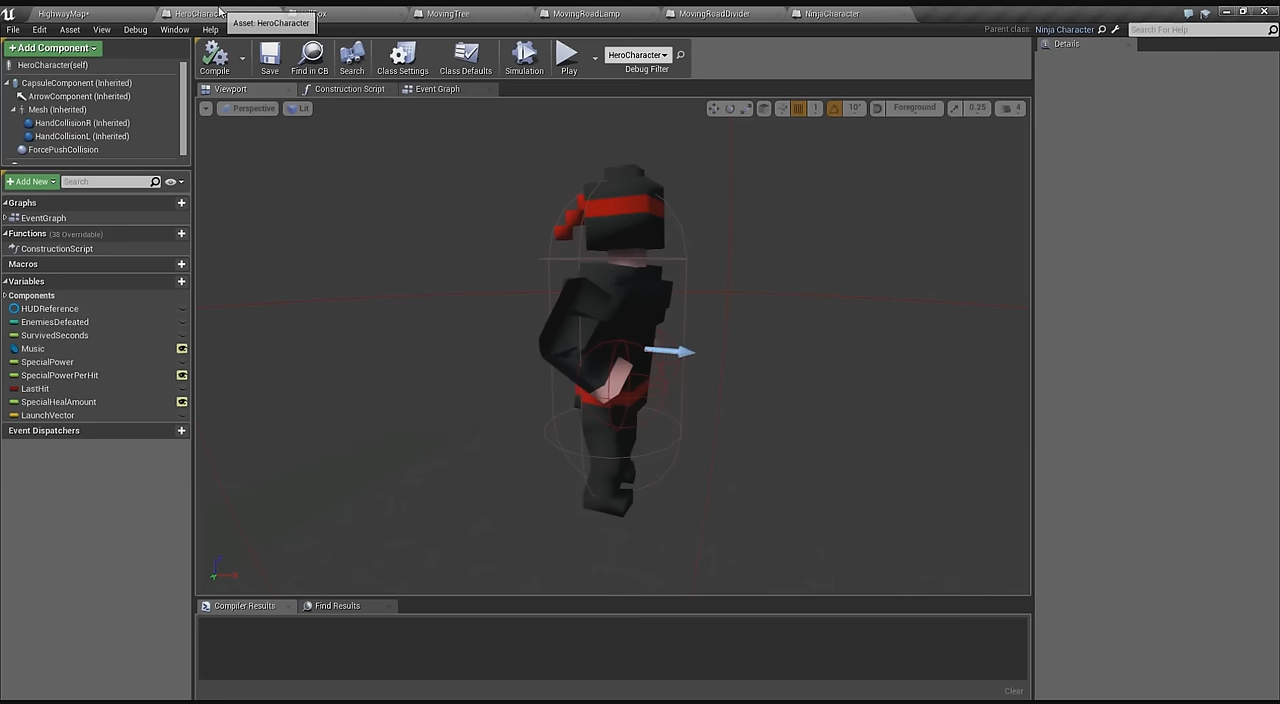 HighwayMap*
MovingTree
MovingRoadLamp
MovingRoadDivider
NinjaCharacter
Asset: HeroCharacter
File Edit Asset View Debug Window Help
Parent class: Ninja Character
Search For Help
+ Add Component
HeroCharacter(self)
CapsuleComponent (Inherited)
ArrowComponent (Inherited)
Mesh (Inherited)
HandCollisionR (Inherited)
HandCollisionL (Inherited)
ForcePushCollision
Compile Save Find in CB Search Class Settings Class Defaults Simulation Play
HeroCharacter
Debug Filter
Details
Viewport Construction Script Event Graph
Perspective Lit
1 10° Foreground 0.25 4
+Add New Search
Graphs
EventGraph
Functions (38 Overridable)
ConstructionScript
Macros
Variables
Components
HUDReference
EnemiesDefeated
SurvivedSeconds
Music
SpecialPower
SpecialPowerPerHit
LastHit
SpecialHealAmount
LaunchVector
Event Dispatchers
Compiler Results Find Results
Clear